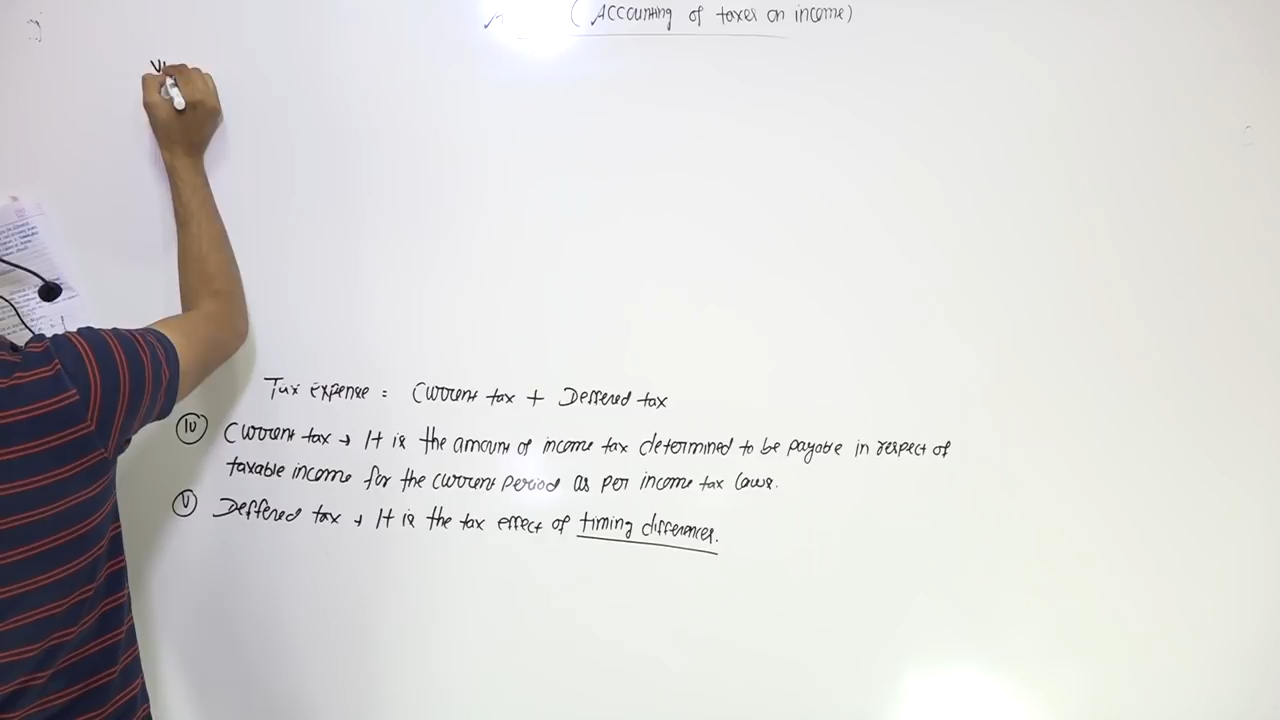 ( Accounting of taxes on income )
VI
Tax expense = Current tax + Deffered tax
(IV) Current tax → It is the amount of income tax determined to be payable in respect of
taxable income for the current period as per income tax laws.
(V) Deffered tax → It is the tax effect of timing differences.